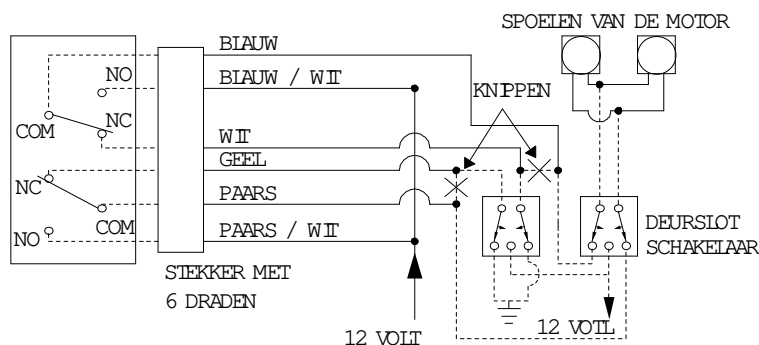 SPOELEN VAN DE MOTOR
BLAUW
NO
BLAUW / WIT
KNIPPEN
COM
NC
WIT
GEEL
NC
PAARS
COM
NO
PAARS / WIT
DEURSLOT
SCHAKELAAR
STEKKER MET
6 DRADEN
12 VOLT
12 VOTL